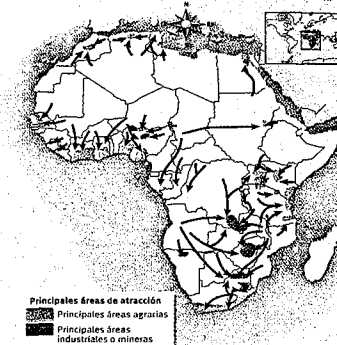 N
Principales áreas de atracción
Principales áreas agrarias
Principales áreas
industriales o mineras